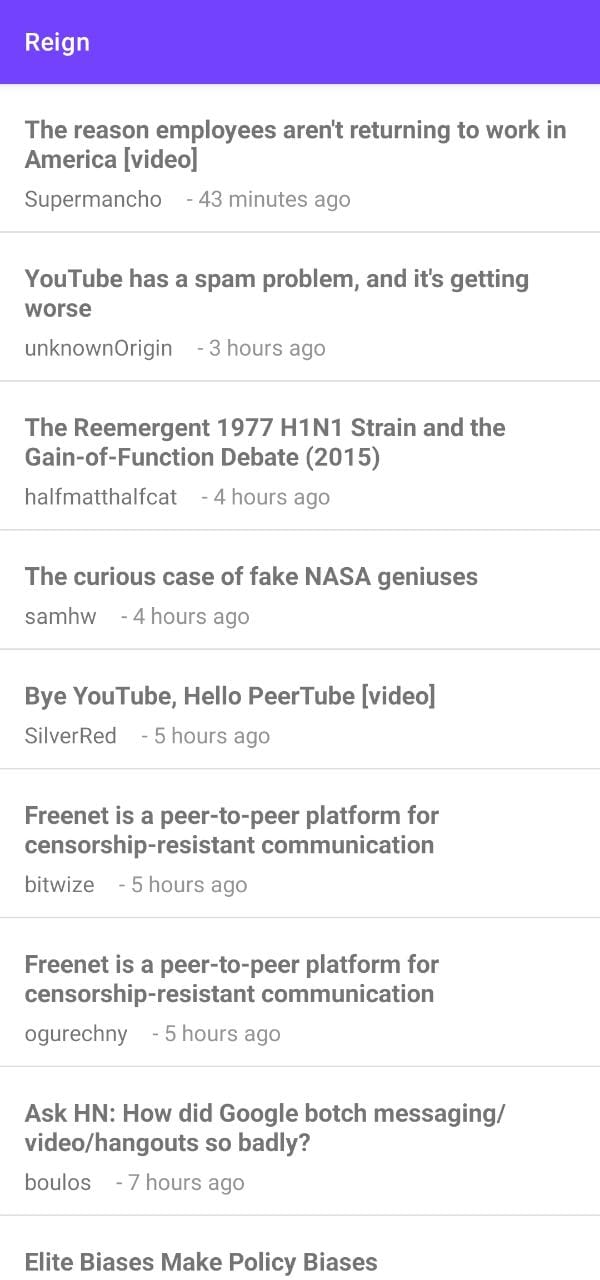 Reign
The reason employees aren't returning to work in
America [video]
Supermancho - 43 minutes ago
YouTube has a spam problem, and it's getting
worse
unknownOrigin - 3 hours ago
The Reemergent 1977 H1N1 Strain and the
Gain-of-Function Debate (2015)
halfmatthalfcat - 4 hours ago
The curious case of fake NASA geniuses
samhw - 4 hours ago
Bye YouTube, Hello PeerTube [video]
SilverRed - 5 hours ago
Freenet is a peer-to-peer platform for
censorship-resistant communication
bitwize - 5 hours ago
Freenet is a peer-to-peer platform for
censorship-resistant communication
ogurechny - 5 hours ago
Ask HN: How did Google botch messaging/
video/hangouts so badly?
boulos - 7 hours ago
Elite Biases Make Policy Biases